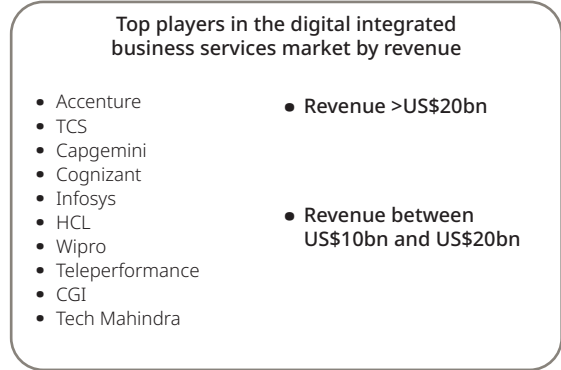 Top players in the digital integrated
business services market by revenue
• Accenture
• TCS
• Capgemini
• Cognizant
• Infosys
• HCL
• Wipro
• Teleperformance
• CGI
• Tech Mahindra
• Revenue >US$20bn
• Revenue between
US$10bn and US$20bn